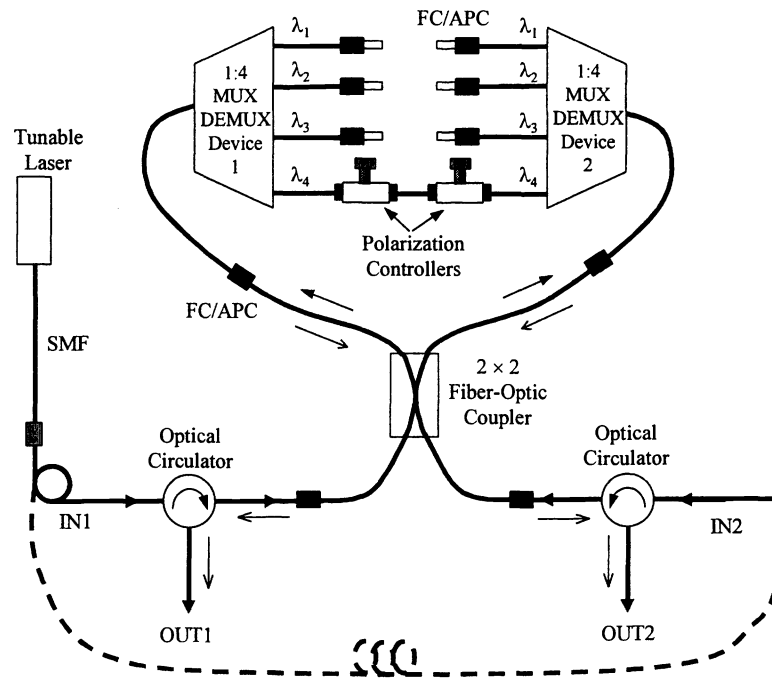 FC/APC
λ1
λ2
λ3
λ4
1:4
MUX
DEMUX
Device
1
λ1
λ2
λ3
λ4
1:4
MUX
DEMUX
Device
2
Tunable
Laser
Polarization
Controllers
FC/APC
SMF
2 × 2
Fiber-Optic
Coupler
Optical
Circulator
Optical
Circulator
IN1
IN2
OUT1
OUT2